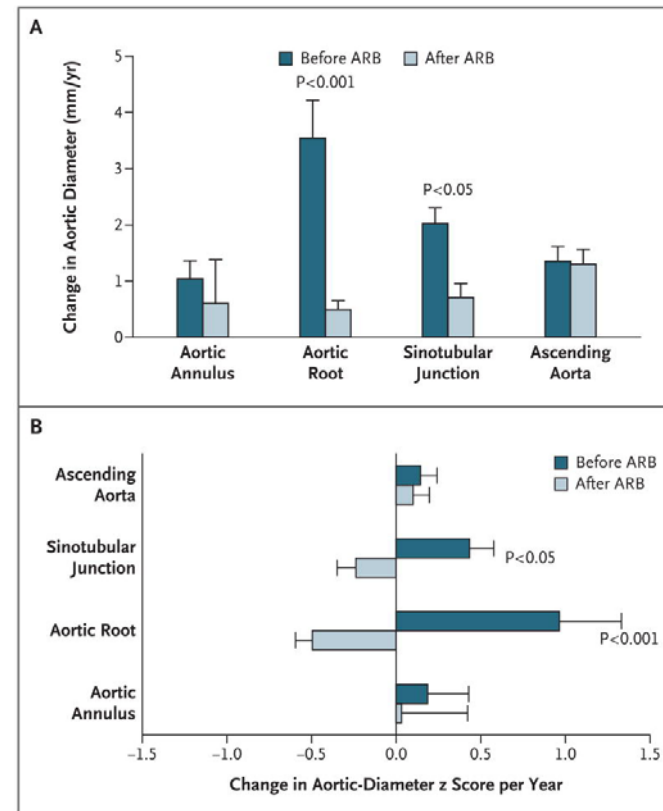 A
Before ARB After ARB
P<0.001
P<0.05
Change in Aortic Diameter (mm/yr)
5
4
3
2
1
0
Aortic Annulus
Aortic Root
Sinotubular Junction
Ascending Aorta
B
Before ARB
After ARB
Ascending
Aorta
Sinotubular
Junction
P<0.05
Aortic Root
P<0.001
Aortic
Annulus
−1.5 −1.0 −0.5 0.0 0.5 1.0 1.5
Change in Aortic-Diameter z Score per Year